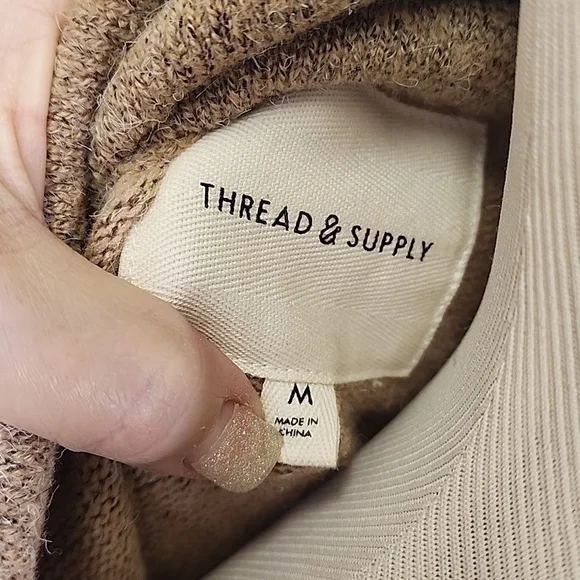 THREAD & SUPPLY
M
MADE IN
CHINA